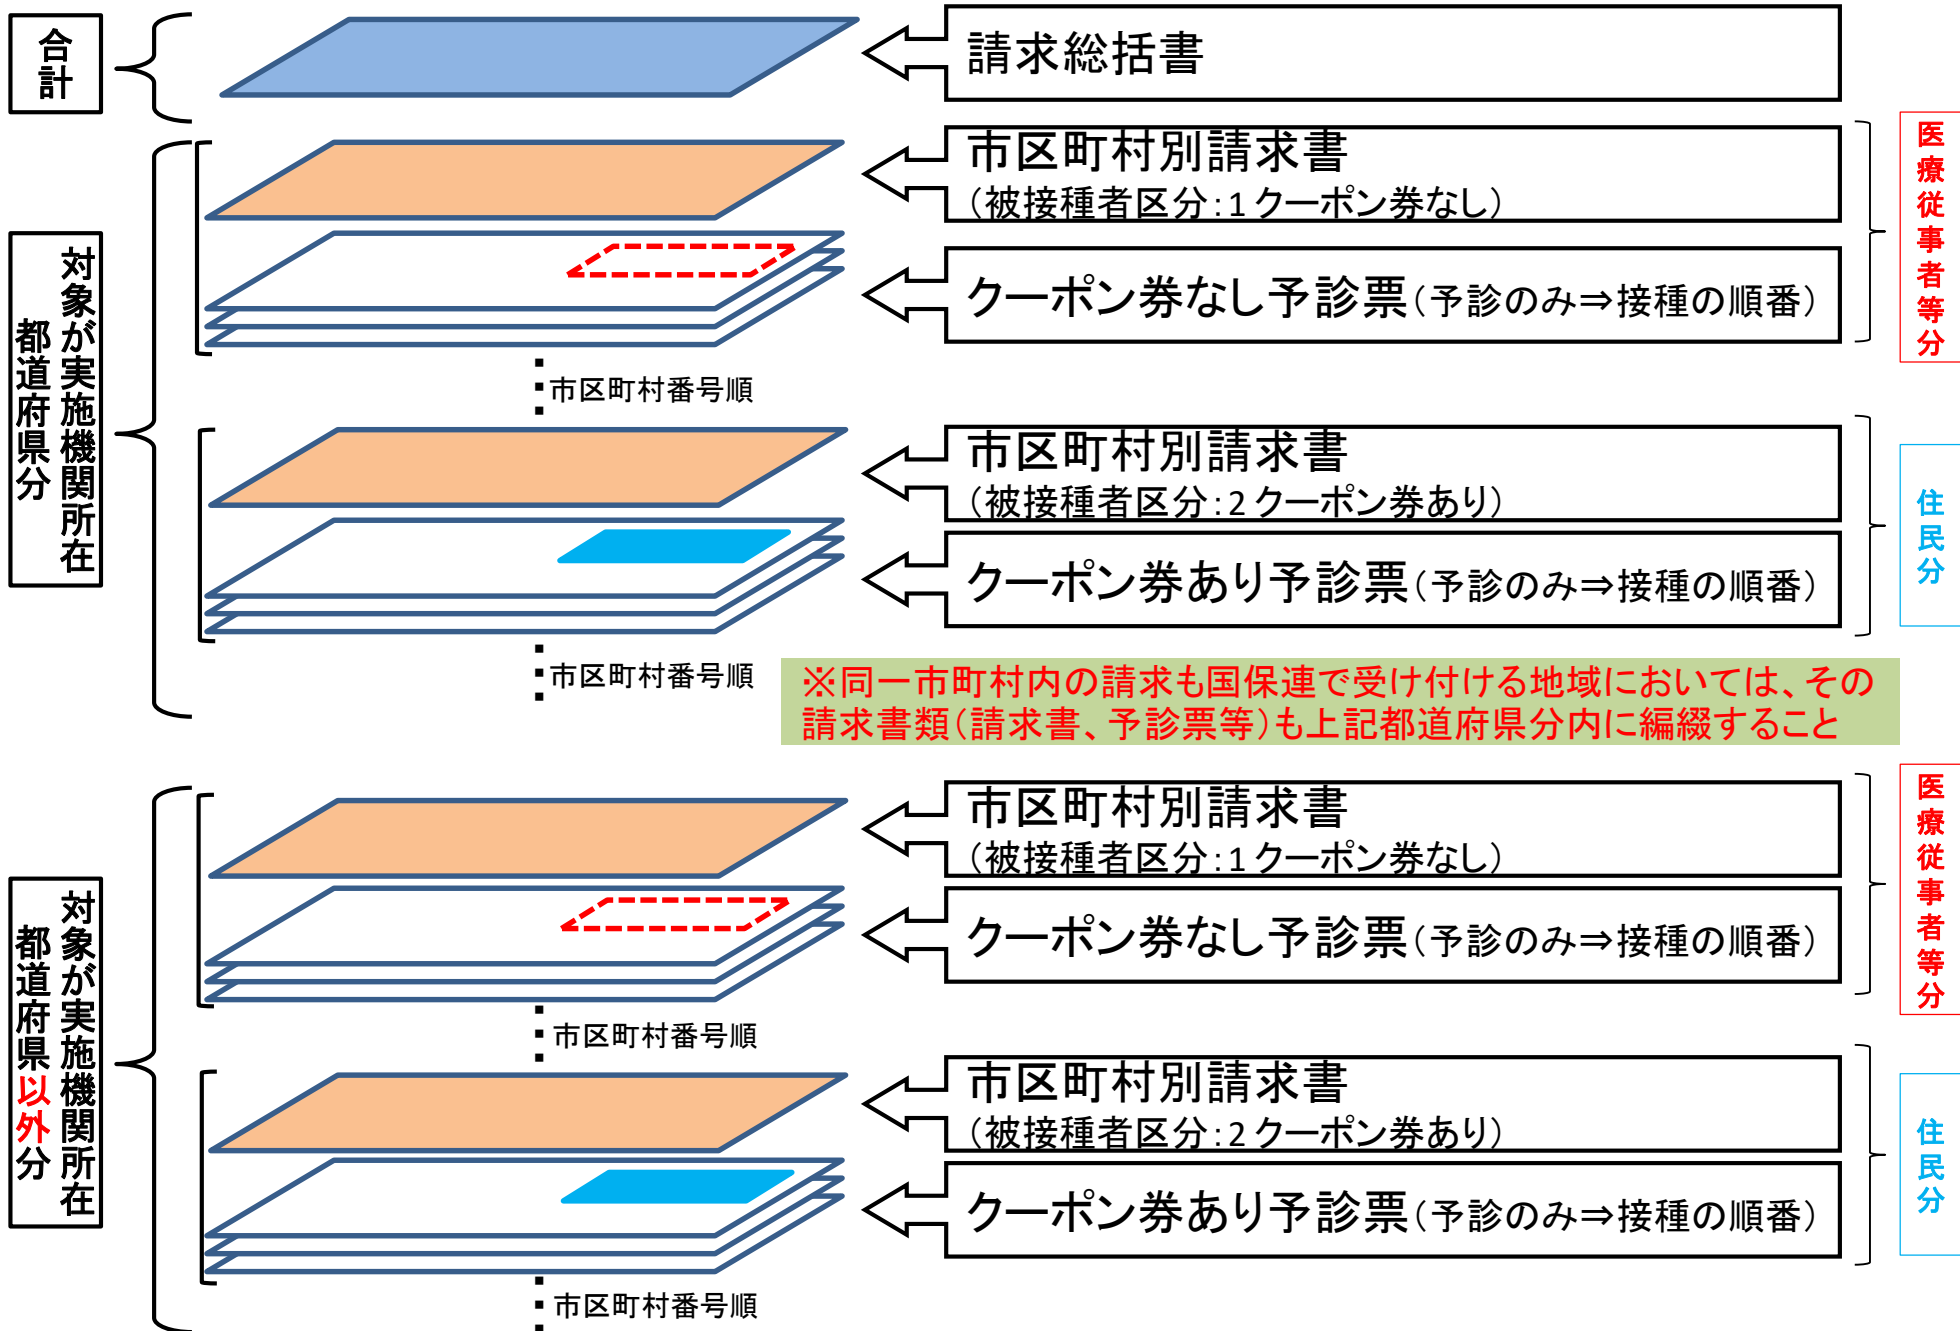 合計
請求総括書
対象が実施機関所在
都道府県分
市区町村別請求書
（被接種者区分：1 クーポン券なし）
クーポン券なし予診票（予診のみ⇒接種の順番）
医療従事者等分
市区町村番号順
市区町村別請求書
（被接種者区分：2 クーポン券あり）
クーポン券あり予診票（予診のみ⇒接種の順番）
住民分
市区町村番号順
※同一市町村内の請求も国保連で受け付ける地域においては、その
請求書類（請求書、予診票等）も上記都道府県分内に編綴すること
対象が実施機関所在
都道府県以外分
市区町村別請求書
（被接種者区分：1 クーポン券なし）
クーポン券なし予診票（予診のみ⇒接種の順番）
医療従事者等分
市区町村番号順
市区町村別請求書
（被接種者区分：2 クーポン券あり）
クーポン券あり予診票（予診のみ⇒接種の順番）
住民分
市区町村番号順